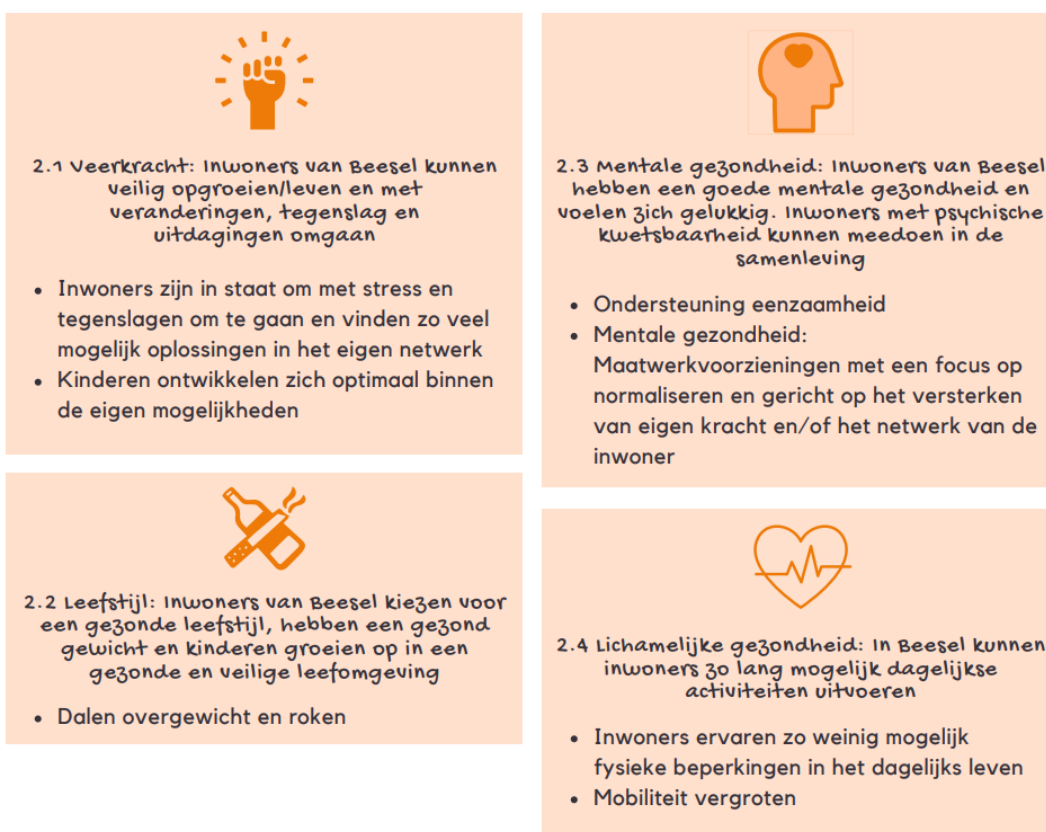 2.1 Veerkracht: Inwoners van Beesel kunnen
veilig opgroeien/leven en met
veranderingen, tegenslag en
uitdagingen omgaan
• Inwoners zijn in staat om met stress en
tegenslagen om te gaan en vinden zo veel
mogelijk oplossingen in het eigen netwerk
• Kinderen ontwikkelen zich optimaal binnen
de eigen mogelijkheden
2.2 Leefstijl: Inwoners van Beesel kiezen voor
een gezonde leefstijl, hebben een gezond
gewicht en kinderen groeien op in een
gezonde en veilige leefomgeving
• Dalen overgewicht en roken
2.3 Mentale gezondheid: Inwoners van Beesel
hebben een goede mentale gezondheid en
voelen zich gelukkig. Inwoners met psychische
kwetsbaarheid kunnen meedoen in de
samenleving
• Ondersteuning eenzaamheid
• Mentale gezondheid:
Maatwerkvoorzieningen met een focus op
normaliseren en gericht op het versterken
van eigen kracht en/of het netwerk van de
inwoner
2.4 Lichamelijke gezondheid: In Beesel kunnen
inwoners zo lang mogelijk dagelijkse
activiteiten uitvoeren
• Inwoners ervaren zo weinig mogelijk
fysieke beperkingen in het dagelijks leven
• Mobiliteit vergroten